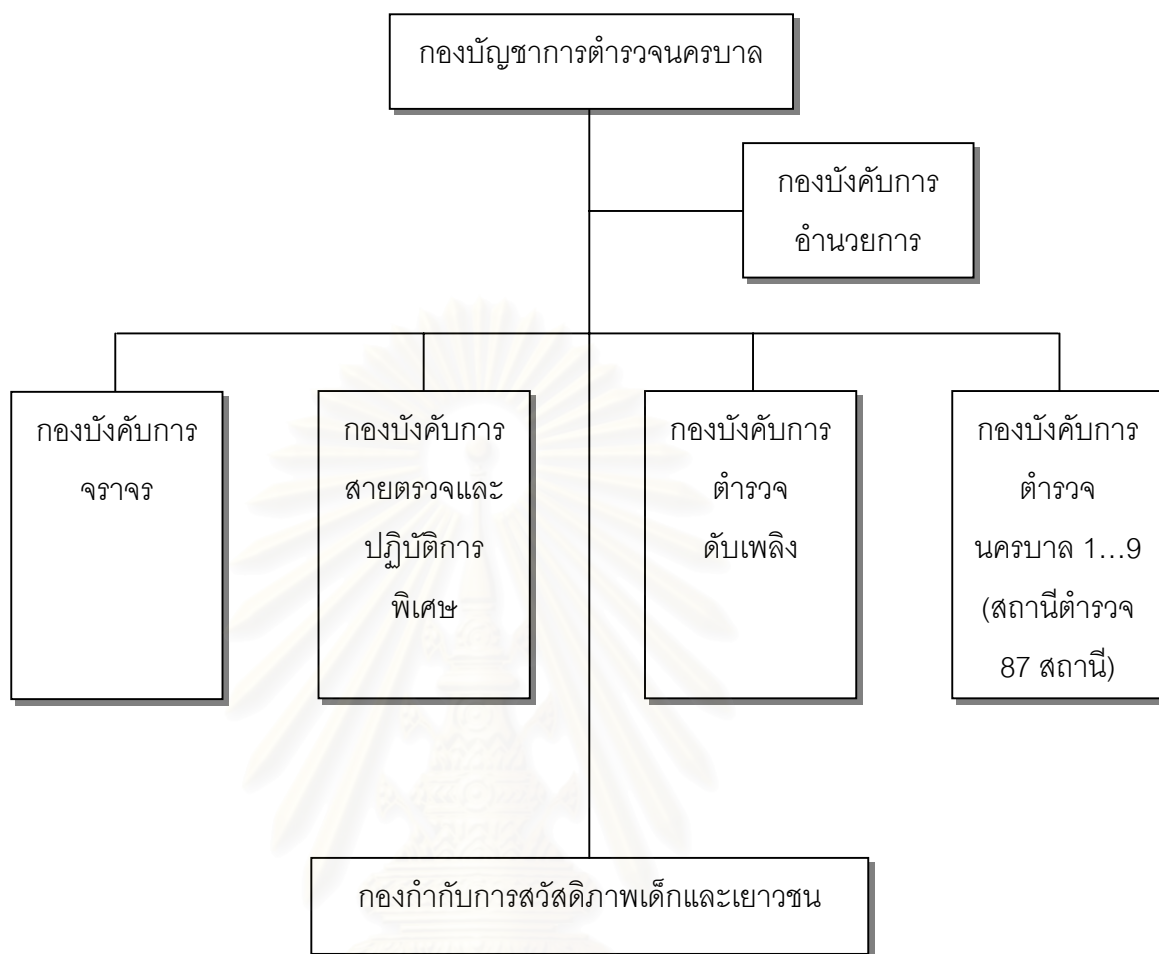 กองบัญชาการตำรวจนครบาล
กองบังคับการ
อำนวยการ
กองบังคับการ
จราจร
กองบังคับการ
สายตรวจและ
ปฏิบัติการ
พิเศษ
กองบังคับการ
ตำรวจ
ดับเพลิง
กองบังคับการ
ตำรวจ
นครบาล 1...9
(สถานีตำรวจ
87 สถานี)
กองกำกับการสวัสดิภาพเด็กและเยาวชน